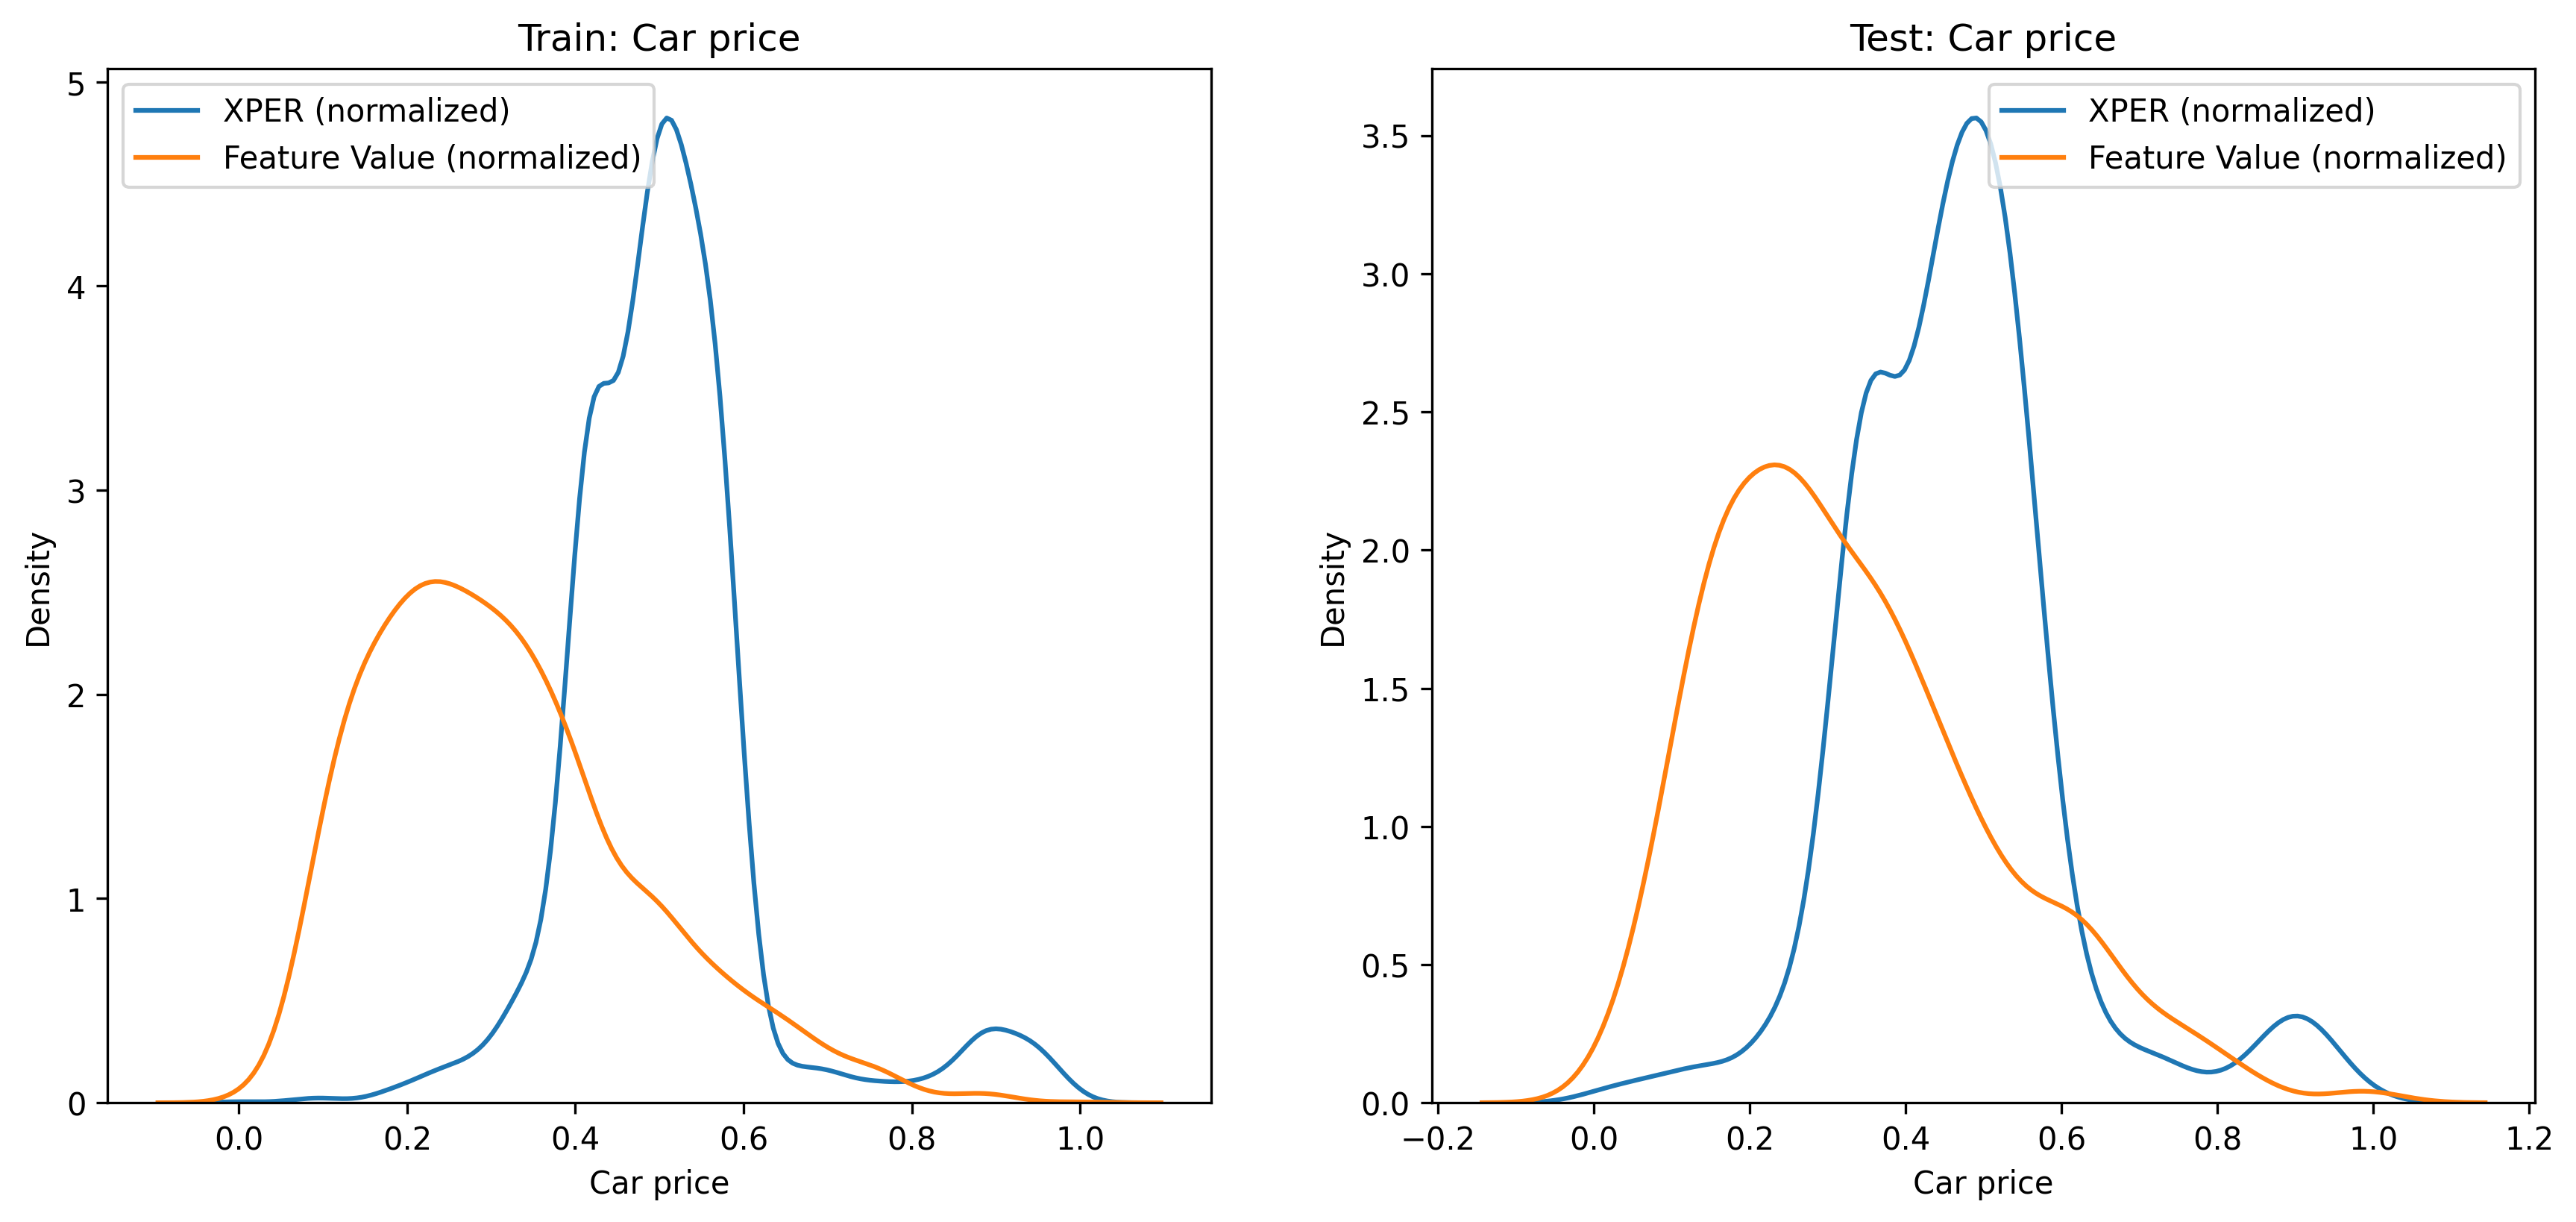 Train: Car price
XPER (normalized)
Feature Value (normalized)
5
4
3
2
1
0
Density
0.0 0.2 0.4 0.6 0.8 1.0
Car price
Test: Car price
XPER (normalized)
Feature Value (normalized)
3.5
3.0
2.5
2.0
1.5
1.0
0.5
0.0
Density
−0.2 0.0 0.2 0.4 0.6 0.8 1.0 1.2
Car price